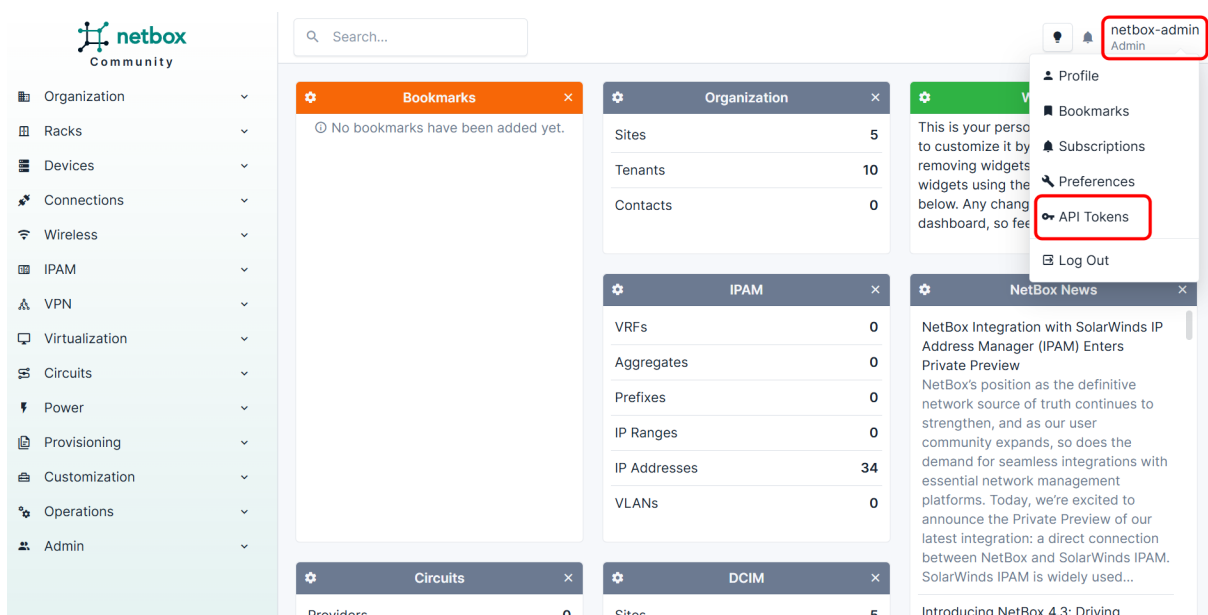 netbox
Community
Search...
netbox-admin
Admin
Organization
Racks
Devices
Connections
Wireless
IPAM
VPN
Virtualization
Circuits
Power
Provisioning
Customization
Operations
Admin
Bookmarks
No bookmarks have been added yet.
Organization
Sites 5
Tenants 10
Contacts 0
IPAM
VRFs 0
Aggregates 0
Prefixes 0
IP Ranges 0
IP Addresses 34
VLANs 0
Circuits
Providers 0
DCIM
Sites 5
W
This is your perso
to customize it by
removing widgets
widgets using the
below. Any chang
dashboard, so fee
Profile
Bookmarks
Subscriptions
Preferences
API Tokens
Log Out
NetBox News
NetBox Integration with SolarWinds IP
Address Manager (IPAM) Enters
Private Preview
NetBox's position as the definitive
network source of truth continues to
strengthen, and as our user
community expands, so does the
demand for seamless integrations with
essential network management
platforms. Today, we're excited to
announce the Private Preview of our
latest integration: a direct connection
between NetBox and SolarWinds IPAM.
SolarWinds IPAM is widely used...
Introducing NetBox 4.3: Driving